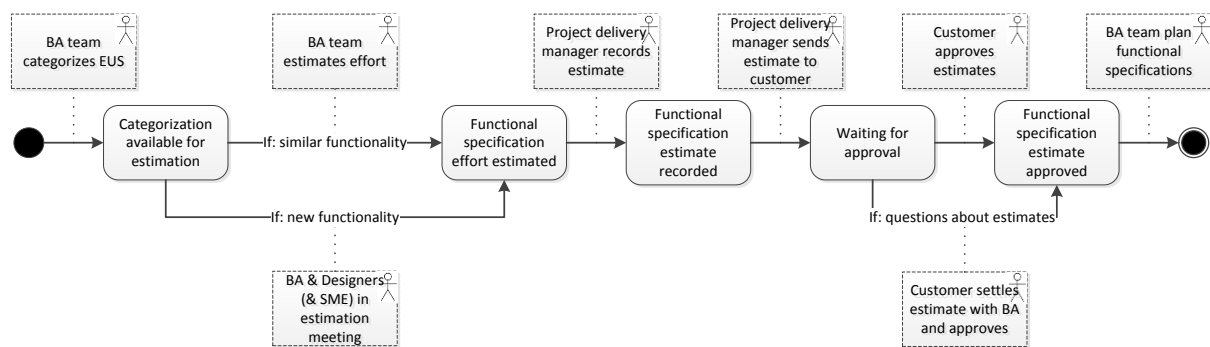 BA team
categorizes EUS
BA team
estimates effort
Project delivery
manager records
estimate
Project delivery
manager sends
estimate to
customer
Customer
approves
estimates
BA team plan
functional
specifications
Categorization
available for
estimation
If: similar functionality
Functional
specification
effort estimated
Functional
specification
estimate
recorded
Waiting for
approval
Functional
specification
estimate
approved
If: new functionality
If: questions about estimates
BA & Designers
(& SME) in
estimation
meeting
Customer settles
estimate with BA
and approves